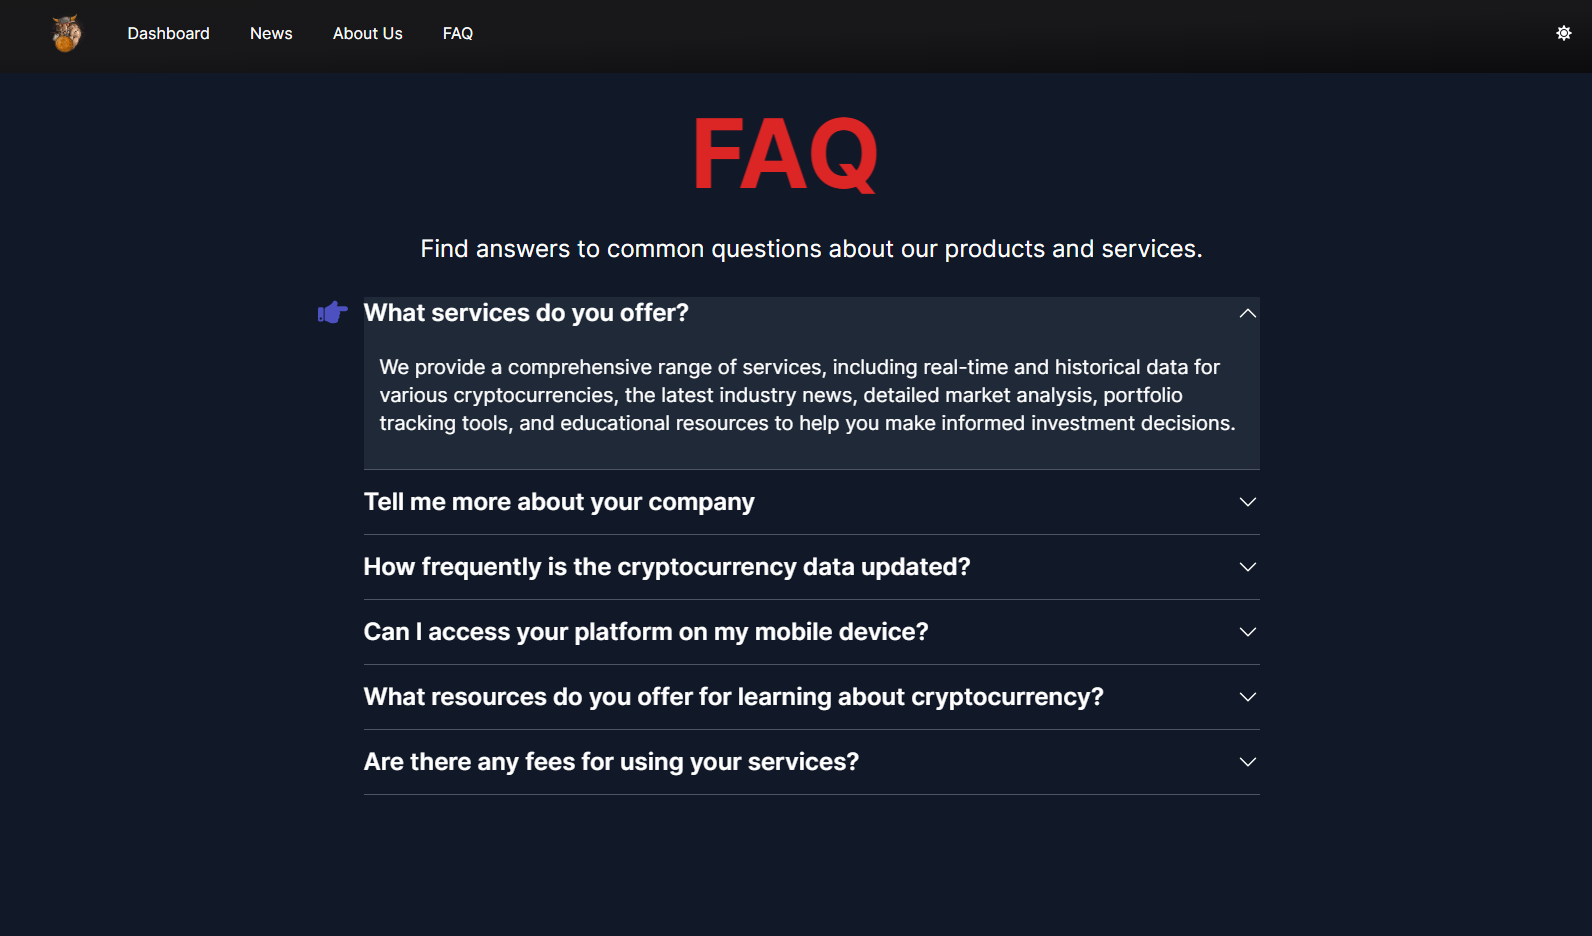 Dashboard News About Us FAQ
FAQ
Find answers to common questions about our products and services.
What services do you offer?
We provide a comprehensive range of services, including real-time and historical data for
various cryptocurrencies, the latest industry news, detailed market analysis, portfolio
tracking tools, and educational resources to help you make informed investment decisions.
Tell me more about your company
How frequently is the cryptocurrency data updated?
Can I access your platform on my mobile device?
What resources do you offer for learning about cryptocurrency?
Are there any fees for using your services?